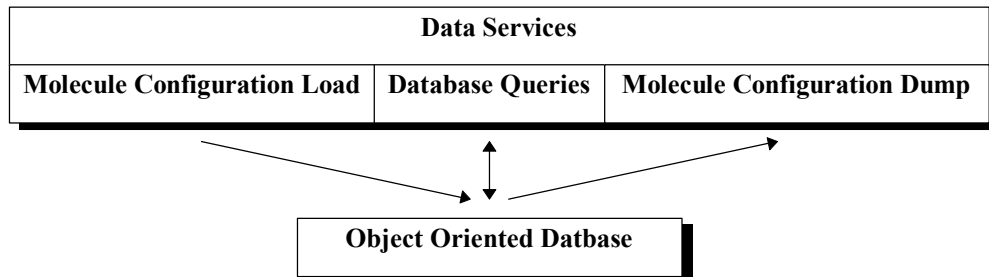 Data Services
Molecule Configuration Load
Database Queries
Molecule Configuration Dump
Object Oriented Datbase